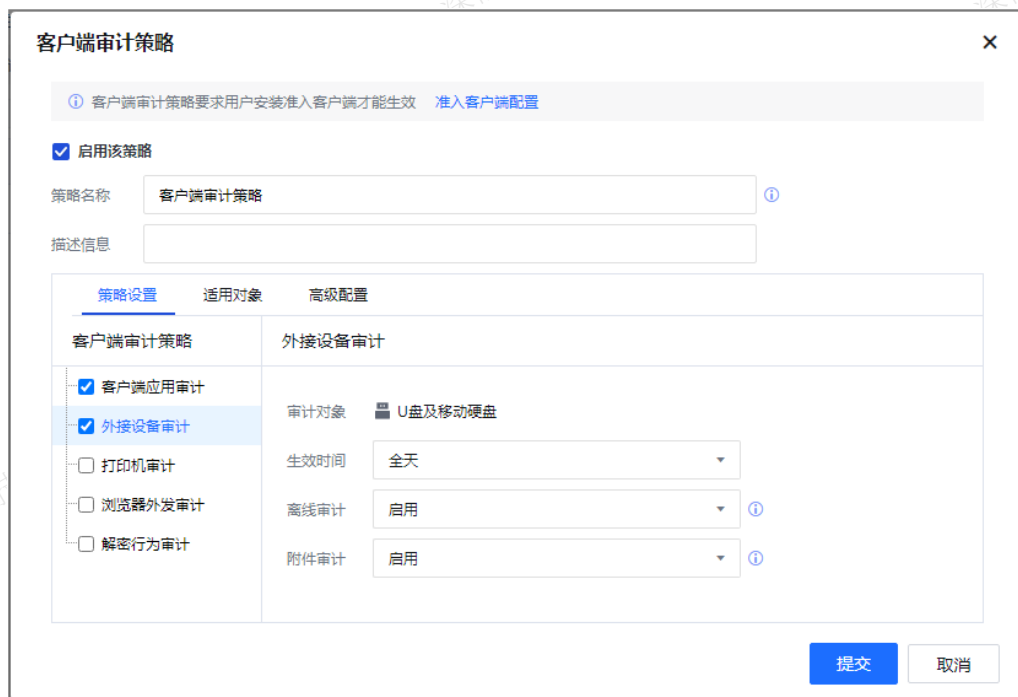 客户端审计策略
客户端审计策略要求用户安装准入客户端才能生效 准入客户端配置
启用该策略
策略名称 客户端审计策略
描述信息
策略设置 适用对象 高级配置
客户端审计策略 外接设备审计
客户端应用审计
外接设备审计
打印机审计
浏览器外发审计
解密行为审计
审计对象 U盘及移动硬盘
生效时间 全天
离线审计 启用
附件审计 启用
提交 取消